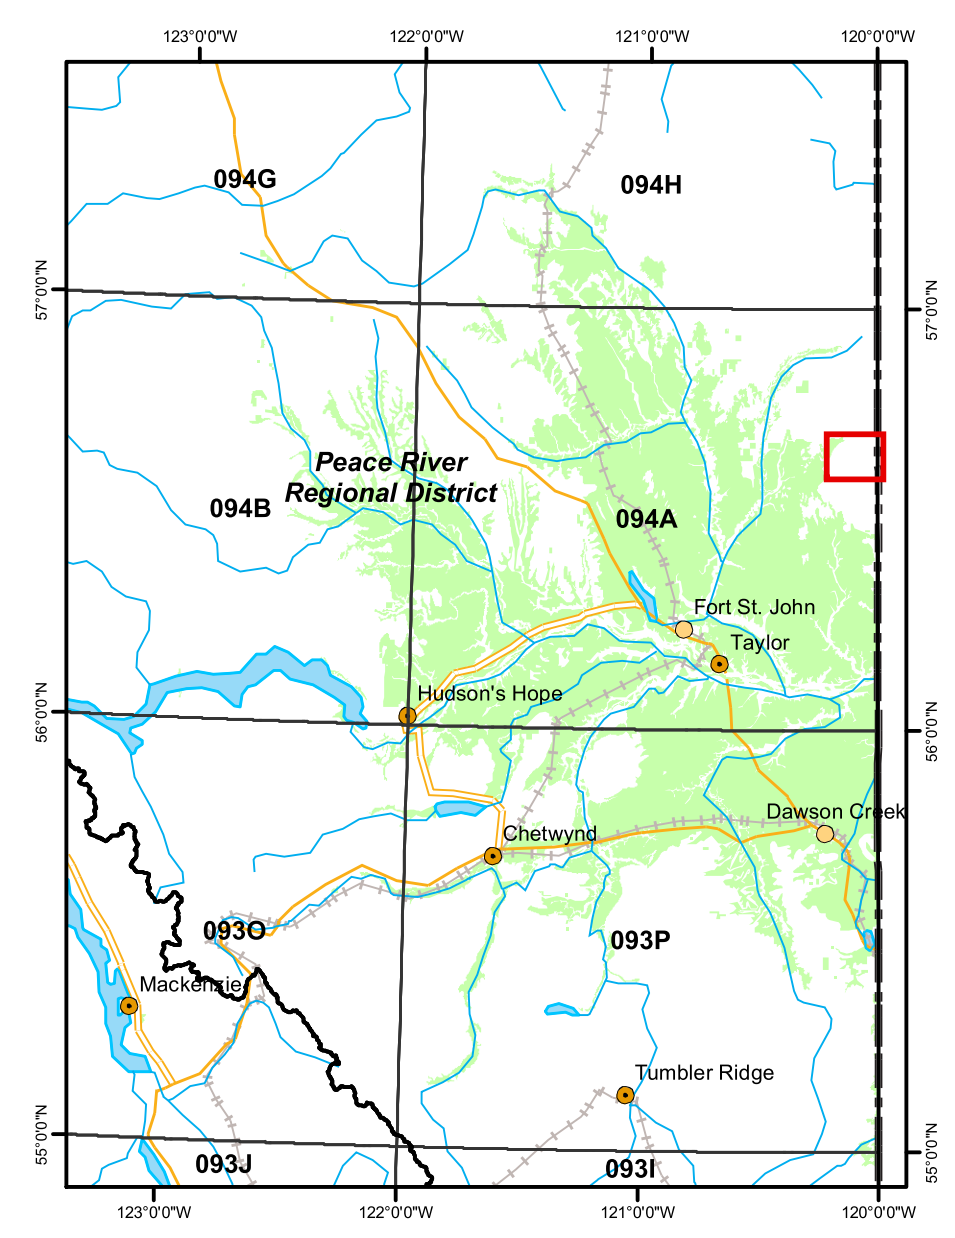 123°0'0"W
122°0'0"W
121°0'0"W
120°0'0"W
094G
094H
57°0'0"N
57°0'0"N
Peace River
Regional District
094B
094A
Fort St. John
Taylor
Hudson's Hope
56°0'0"N
56°0'0"N
Dawson Creek
Chetwynd
093O
093P
Mackenzie
Tumbler Ridge
55°0'0"N
55°0'0"N
093J
093I
123°0'0"W
122°0'0"W
121°0'0"W
120°0'0"W